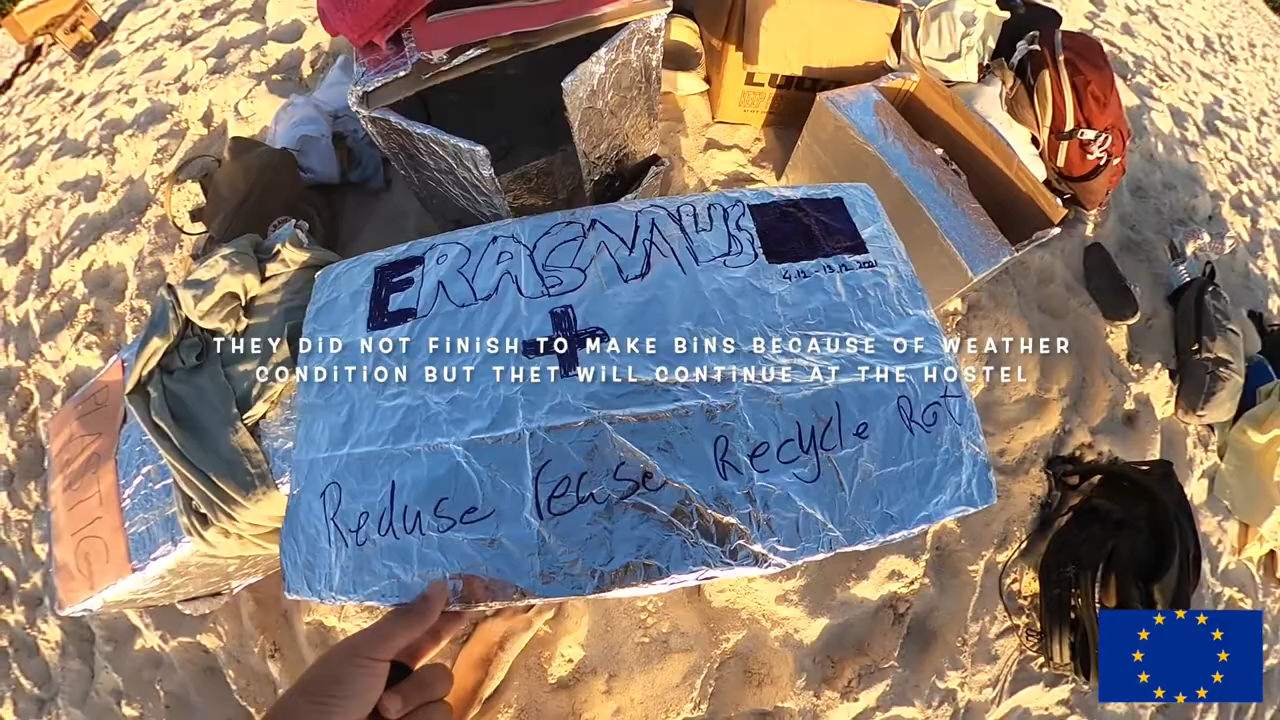 ERASMUS
4.12 - 13.12.2021
+
THEY DID NOT FINISH TO MAKE BINS BECAUSE OF WEATHER
CONDITION BUT THET WILL CONTINUE AT THE HOSTEL
Reduse rease Recycle Rot
PLASTIC